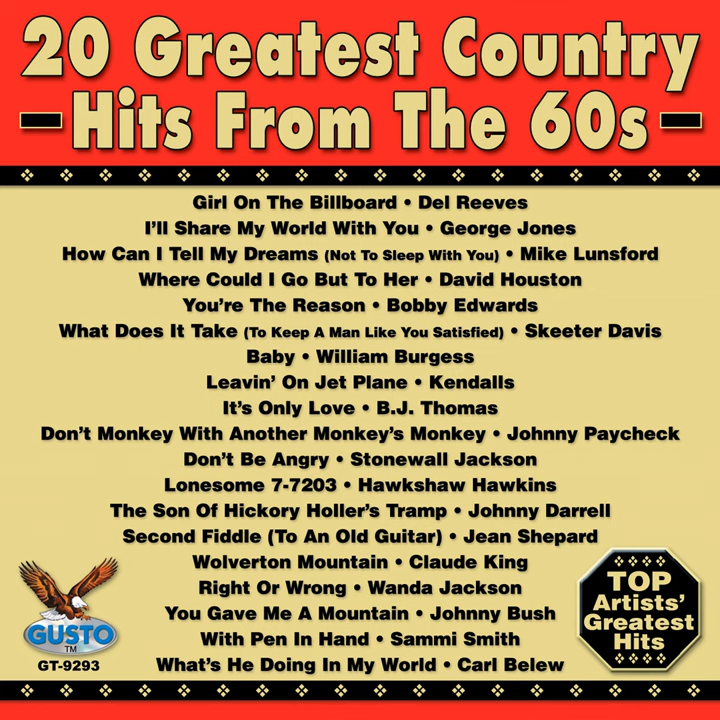 20 Greatest Country
Hits From The 60s
Girl On The Billboard • Del Reeves
I'll Share My World With You • George Jones
How Can I Tell My Dreams (Not To Sleep With You) • Mike Lunsford
Where Could I Go But To Her • David Houston
You're The Reason • Bobby Edwards
What Does It Take (To Keep A Man Like You Satisfied) • Skeeter Davis
Baby • William Burgess
Leavin' On Jet Plane • Kendalls
It's Only Love • B.J. Thomas
Don't Monkey With Another Monkey's Monkey • Johnny Paycheck
Don't Be Angry • Stonewall Jackson
Lonesome 7-7203 • Hawkshaw Hawkins
The Son Of Hickory Holler's Tramp • Johnny Darrell
Second Fiddle (To An Old Guitar) • Jean Shepard
Wolverton Mountain • Claude King
Right Or Wrong • Wanda Jackson
You Gave Me A Mountain • Johnny Bush
With Pen In Hand • Sammi Smith
What's He Doing In My World • Carl Belew
GUSTO
TM
GT-9293
TOP
Artists'
Greatest
Hits